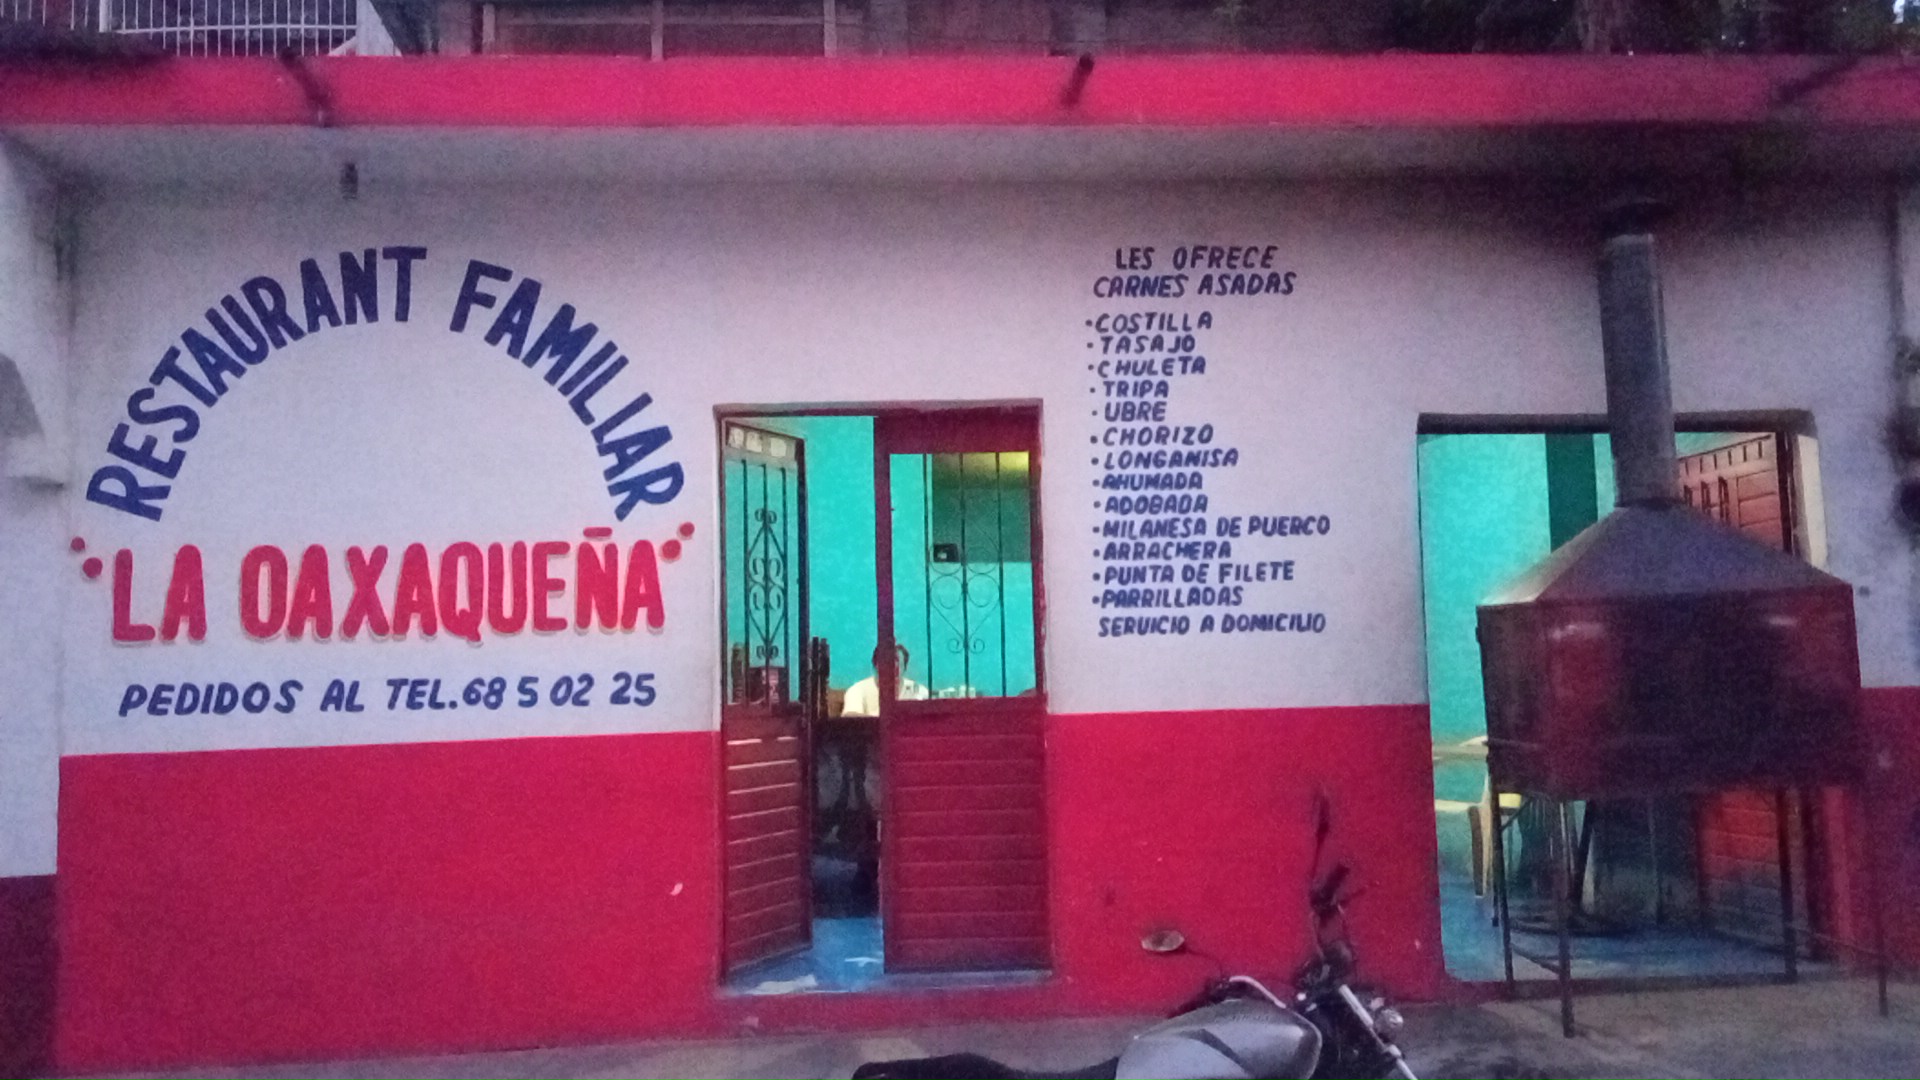 RESTAURANT FAMILIAR
"LA OAXAQUEÑA"
PEDIDOS AL TEL.68 5 02 25
LES OFRECE
CARNES ASADAS
•COSTILLA
•TASAJO
•CHULETA
•TRIPA
•UBRE
•CHORIZO
•LONGANISA
•AHUMADA
•ADOBADA
•MILANESA DE PUERCO
•ARRACHERA
•PUNTA DE FILETE
•PARRILLADAS
SERVICIO A DOMICILIO